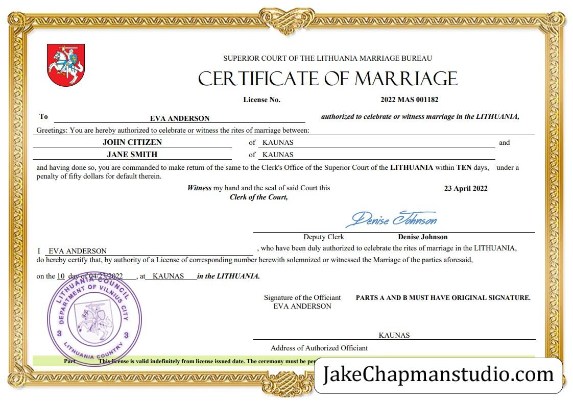 SUPERIOR COURT OF THE LITHUANIA MARRIAGE BUREAU
CERTIFICATE OF MARRIAGE
License No. 2022 MAS 001182
To EVA ANDERSON authorized to celebrate or witness marriage in the LITHUANIA,
Greetings: You are hereby authorized to celebrate or witness the rites of marriage between:
JOHN CITIZEN of KAUNAS and
JANE SMITH of KAUNAS
and having done so, you are commanded to make return of the same to the Clerk's Office of the Superior Court of the LITHUANIA within TEN days, under a
penalty of fifty dollars for default therein.
Witness my hand and the seal of said Court this 23 April 2022
Clerk of the Court,
Denise Johnson
Deputy Clerk Denise Johnson
I EVA ANDERSON , who have been duly authorized to celebrate the rites of marriage in the LITHUANIA,
do hereby certify that, by authority of a License of corresponding number herewith solemnized or witnessed the Marriage of the parties aforesaid,
on the 10 day of 04/23/2022 , at KAUNAS in the LITHUANIA.
LITHUANIA COUNCIL
DEPARTMENT OF VILNIUS CITY
3 3
LITHUANIA COUNTRY
Signature of the Officiant PARTS A AND B MUST HAVE ORIGINAL SIGNATURE.
EVA ANDERSON
KAUNAS
Address of Authorized Officiant
This license is valid indefinitely from license issued date. The ceremony must be
JakeChapmanstudio.com